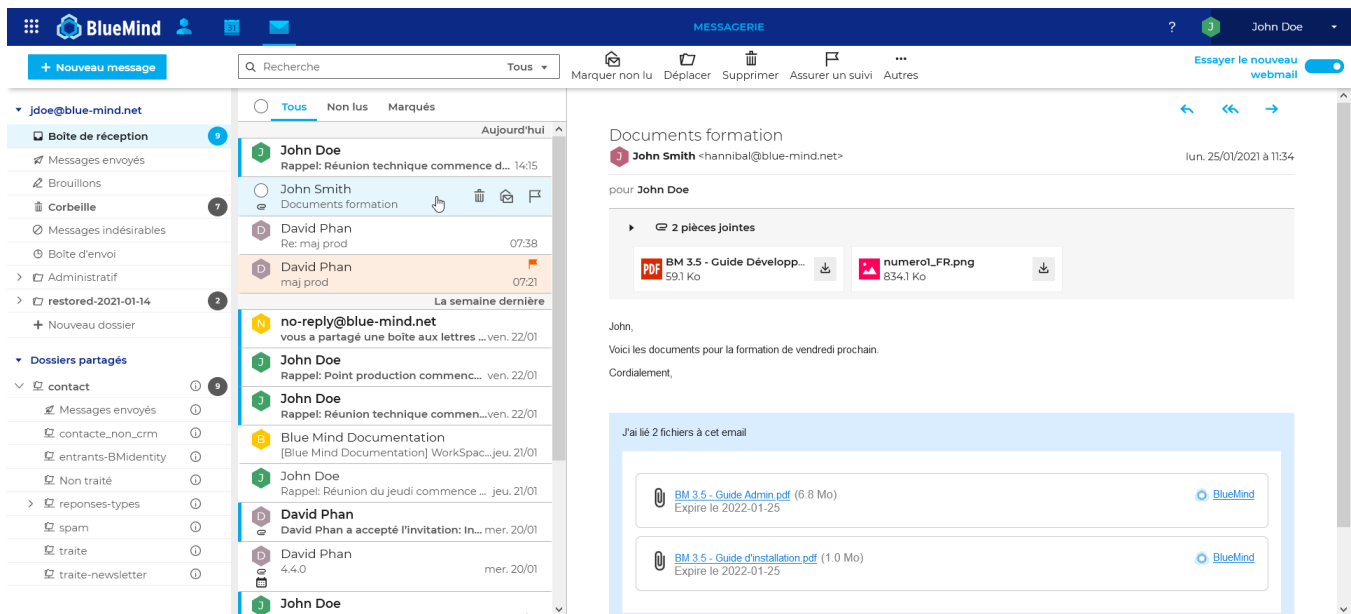 BlueMind
31
MESSAGERIE
?
J
John Doe
+ Nouveau message
Recherche
Tous
Marquer non lu
Déplacer
Supprimer
Assurer un suivi
Autres
Essayer le nouveau
webmail
jdoe@blue-mind.net
Boîte de réception 9
Messages envoyés
Brouillons
Corbeille 7
Messages indésirables
Boîte d'envoi
Administratif
restored-2021-01-14 2
+ Nouveau dossier
Dossiers partagés
contact 9
Messages envoyés
contacte_non_crm
entrants-BMidentity
Non traité
reponses-types
spam
traite
traite-newsletter
Tous Non lus Marqués
Aujourd'hui
J John Doe
Rappel: Réunion technique commence d... 14:15
John Smith
Documents formation
D David Phan
Re: maj prod 07:38
D David Phan
maj prod 07:21
La semaine dernière
N no-reply@blue-mind.net
vous a partagé une boîte aux lettres ... ven. 22/01
J John Doe
Rappel: Point production commenc... ven. 22/01
J John Doe
Rappel: Réunion technique commen... ven. 22/01
B Blue Mind Documentation
[Blue Mind Documentation] WorkSpac... jeu. 21/01
J John Doe
Rappel: Réunion du jeudi commence ... jeu. 21/01
D David Phan
David Phan a accepté l'invitation: In... mer. 20/01
D David Phan
4.4.0 mer. 20/01
J John Doe
Documents formation
J John Smith <hannibal@blue-mind.net> lun. 25/01/2021 à 11:34
pour John Doe
2 pièces jointes
PDF BM 3.5 - Guide Développ...
59.1 Ko
numero1_FR.png
834.1 Ko
John,
Voici les documents pour la formation de vendredi prochain.
Cordialement,
J'ai lié 2 fichiers à cet email
BM 3.5 - Guide Admin.pdf (6.8 Mo) BlueMind
Expire le 2022-01-25
BM 3.5 - Guide d'installation.pdf (1.0 Mo) BlueMind
Expire le 2022-01-25